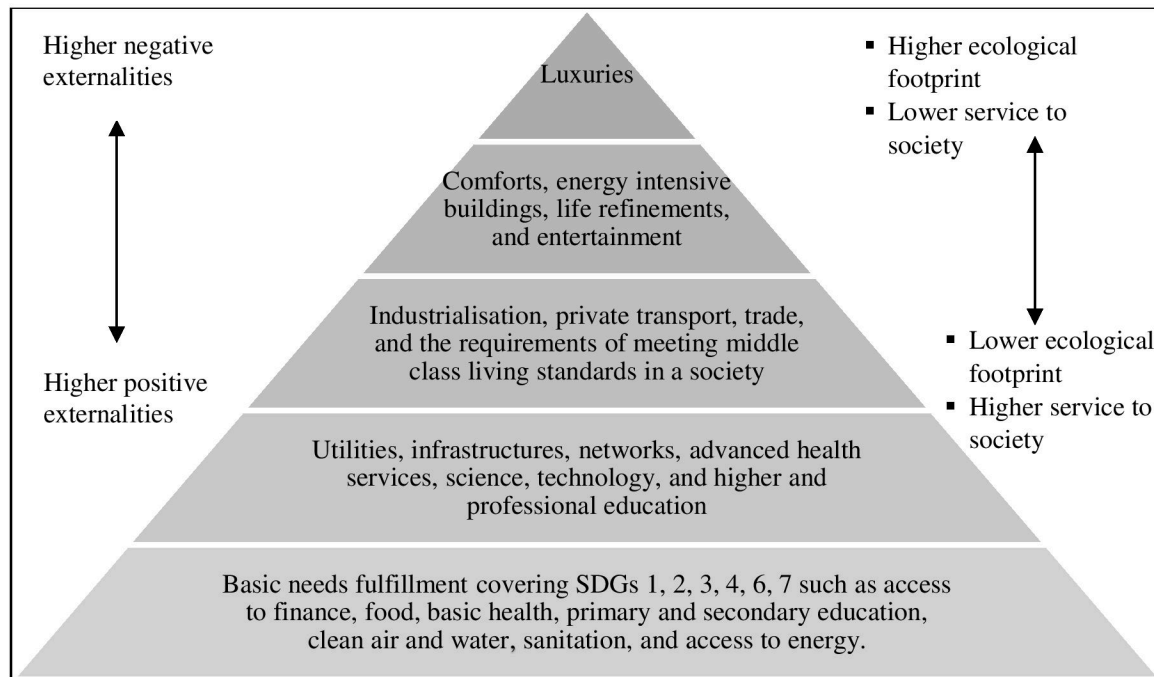 Higher negative
externalities
Higher positive
externalities
Luxuries
Comforts, energy intensive
buildings, life refinements,
and entertainment
Industrialisation, private transport, trade,
and the requirements of meeting middle
class living standards in a society
Utilities, infrastructures, networks, advanced health
services, science, technology, and higher and
professional education
Basic needs fulfillment covering SDGs 1, 2, 3, 4, 6, 7 such as access
to finance, food, basic health, primary and secondary education,
clean air and water, sanitation, and access to energy.
▪ Higher ecological
footprint
▪ Lower service to
society
▪ Lower ecological
footprint
▪ Higher service to
society